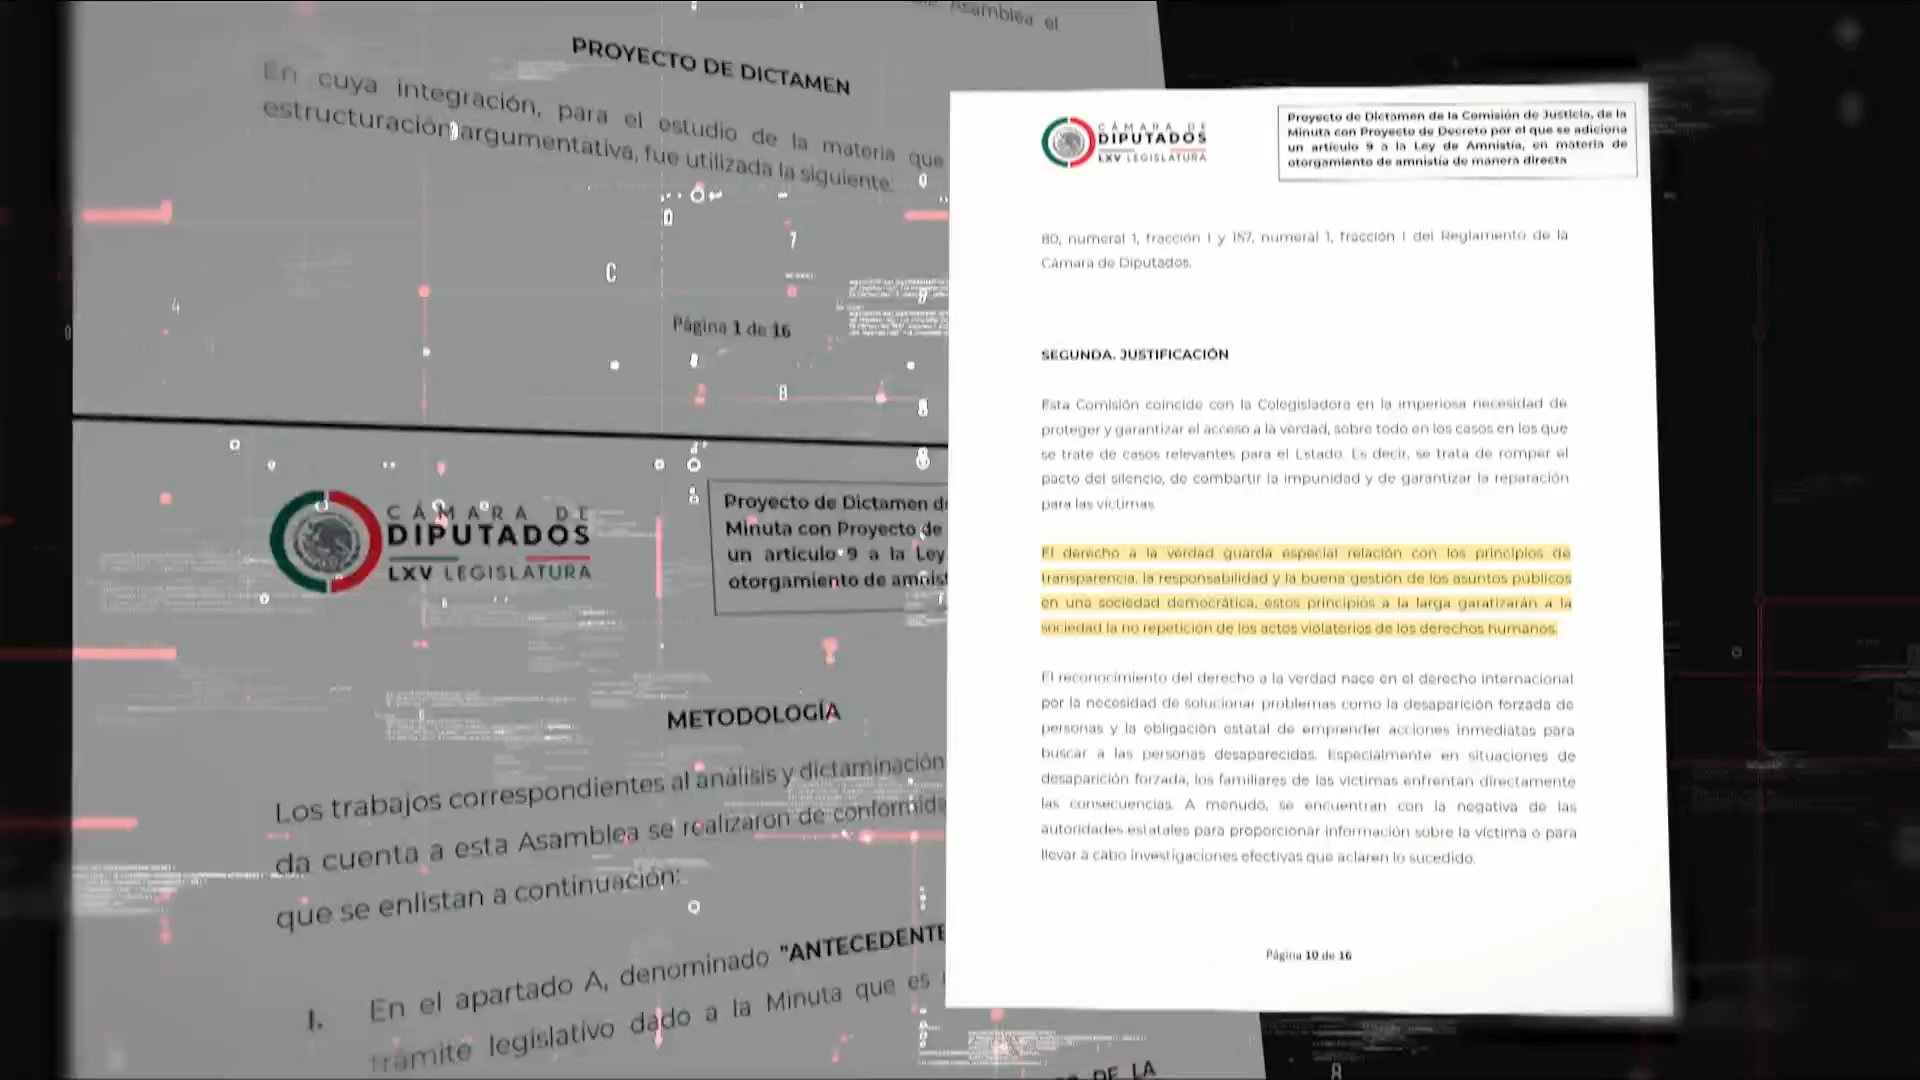 Asamblea el
PROYECTO DE DICTAMEN
En cuya integración, para el estudio de la materia que
estructuración argumentativa, fue utilizada la siguiente:
Página 1 de 16
CÁMARA DE
DIPUTADOS
LXV LEGISLATURA
Proyecto de Dictamen d
Minuta con Proyecto de
un artículo 9 a la Ley
otorgamiento de amnist
METODOLOGÍA
Los trabajos correspondientes al análisis y dictaminación
da cuenta a esta Asamblea se realizaron de conformida
que se enlistan a continuación:
I. En el apartado A, denominado "ANTECEDENTE
trámite legislativo dado a la Minuta que es
DE LA
CÁMARA DE
DIPUTADOS
LXV LEGISLATURA
Proyecto de Dictamen de la Comisión de Justicia, de la
Minuta con Proyecto de Decreto por el que se adiciona
un artículo 9 a la Ley de Amnistía, en materia de
otorgamiento de amnistía de manera directa
80, numeral 1, fracción I y 157, numeral 1, fracción I del Reglamento de la
Cámara de Diputados.
SEGUNDA. JUSTIFICACIÓN
Esta Comisión coincide con la Colegisladora en la imperiosa necesidad de
proteger y garantizar el acceso a la verdad, sobre todo en los casos en los que
se trate de casos relevantes para el Estado. Es decir, se trata de romper el
pacto del silencio, de combartir la impunidad y de garantizar la reparación
para las víctimas.
El derecho a la verdad guarda especial relación con los principios de
transparencia, la responsabilidad y la buena gestión de los asuntos públicos
en una sociedad democrática, estos principios a la larga garatizarán a la
sociedad la no repetición de los actos violatorios de los derechos humanos.
El reconocimiento del derecho a la verdad nace en el derecho internacional
por la necesidad de solucionar problemas como la desaparición forzada de
personas y la obligación estatal de emprender acciones inmediatas para
buscar a las personas desaparecidas. Especialmente en situaciones de
desaparición forzada, los familiares de las víctimas enfrentan directamente
las consecuencias. A menudo, se encuentran con la negativa de las
autoridades estatales para proporcionar información sobre la víctima o para
llevar a cabo investigaciones efectivas que aclaren lo sucedido.
Página 10 de 16